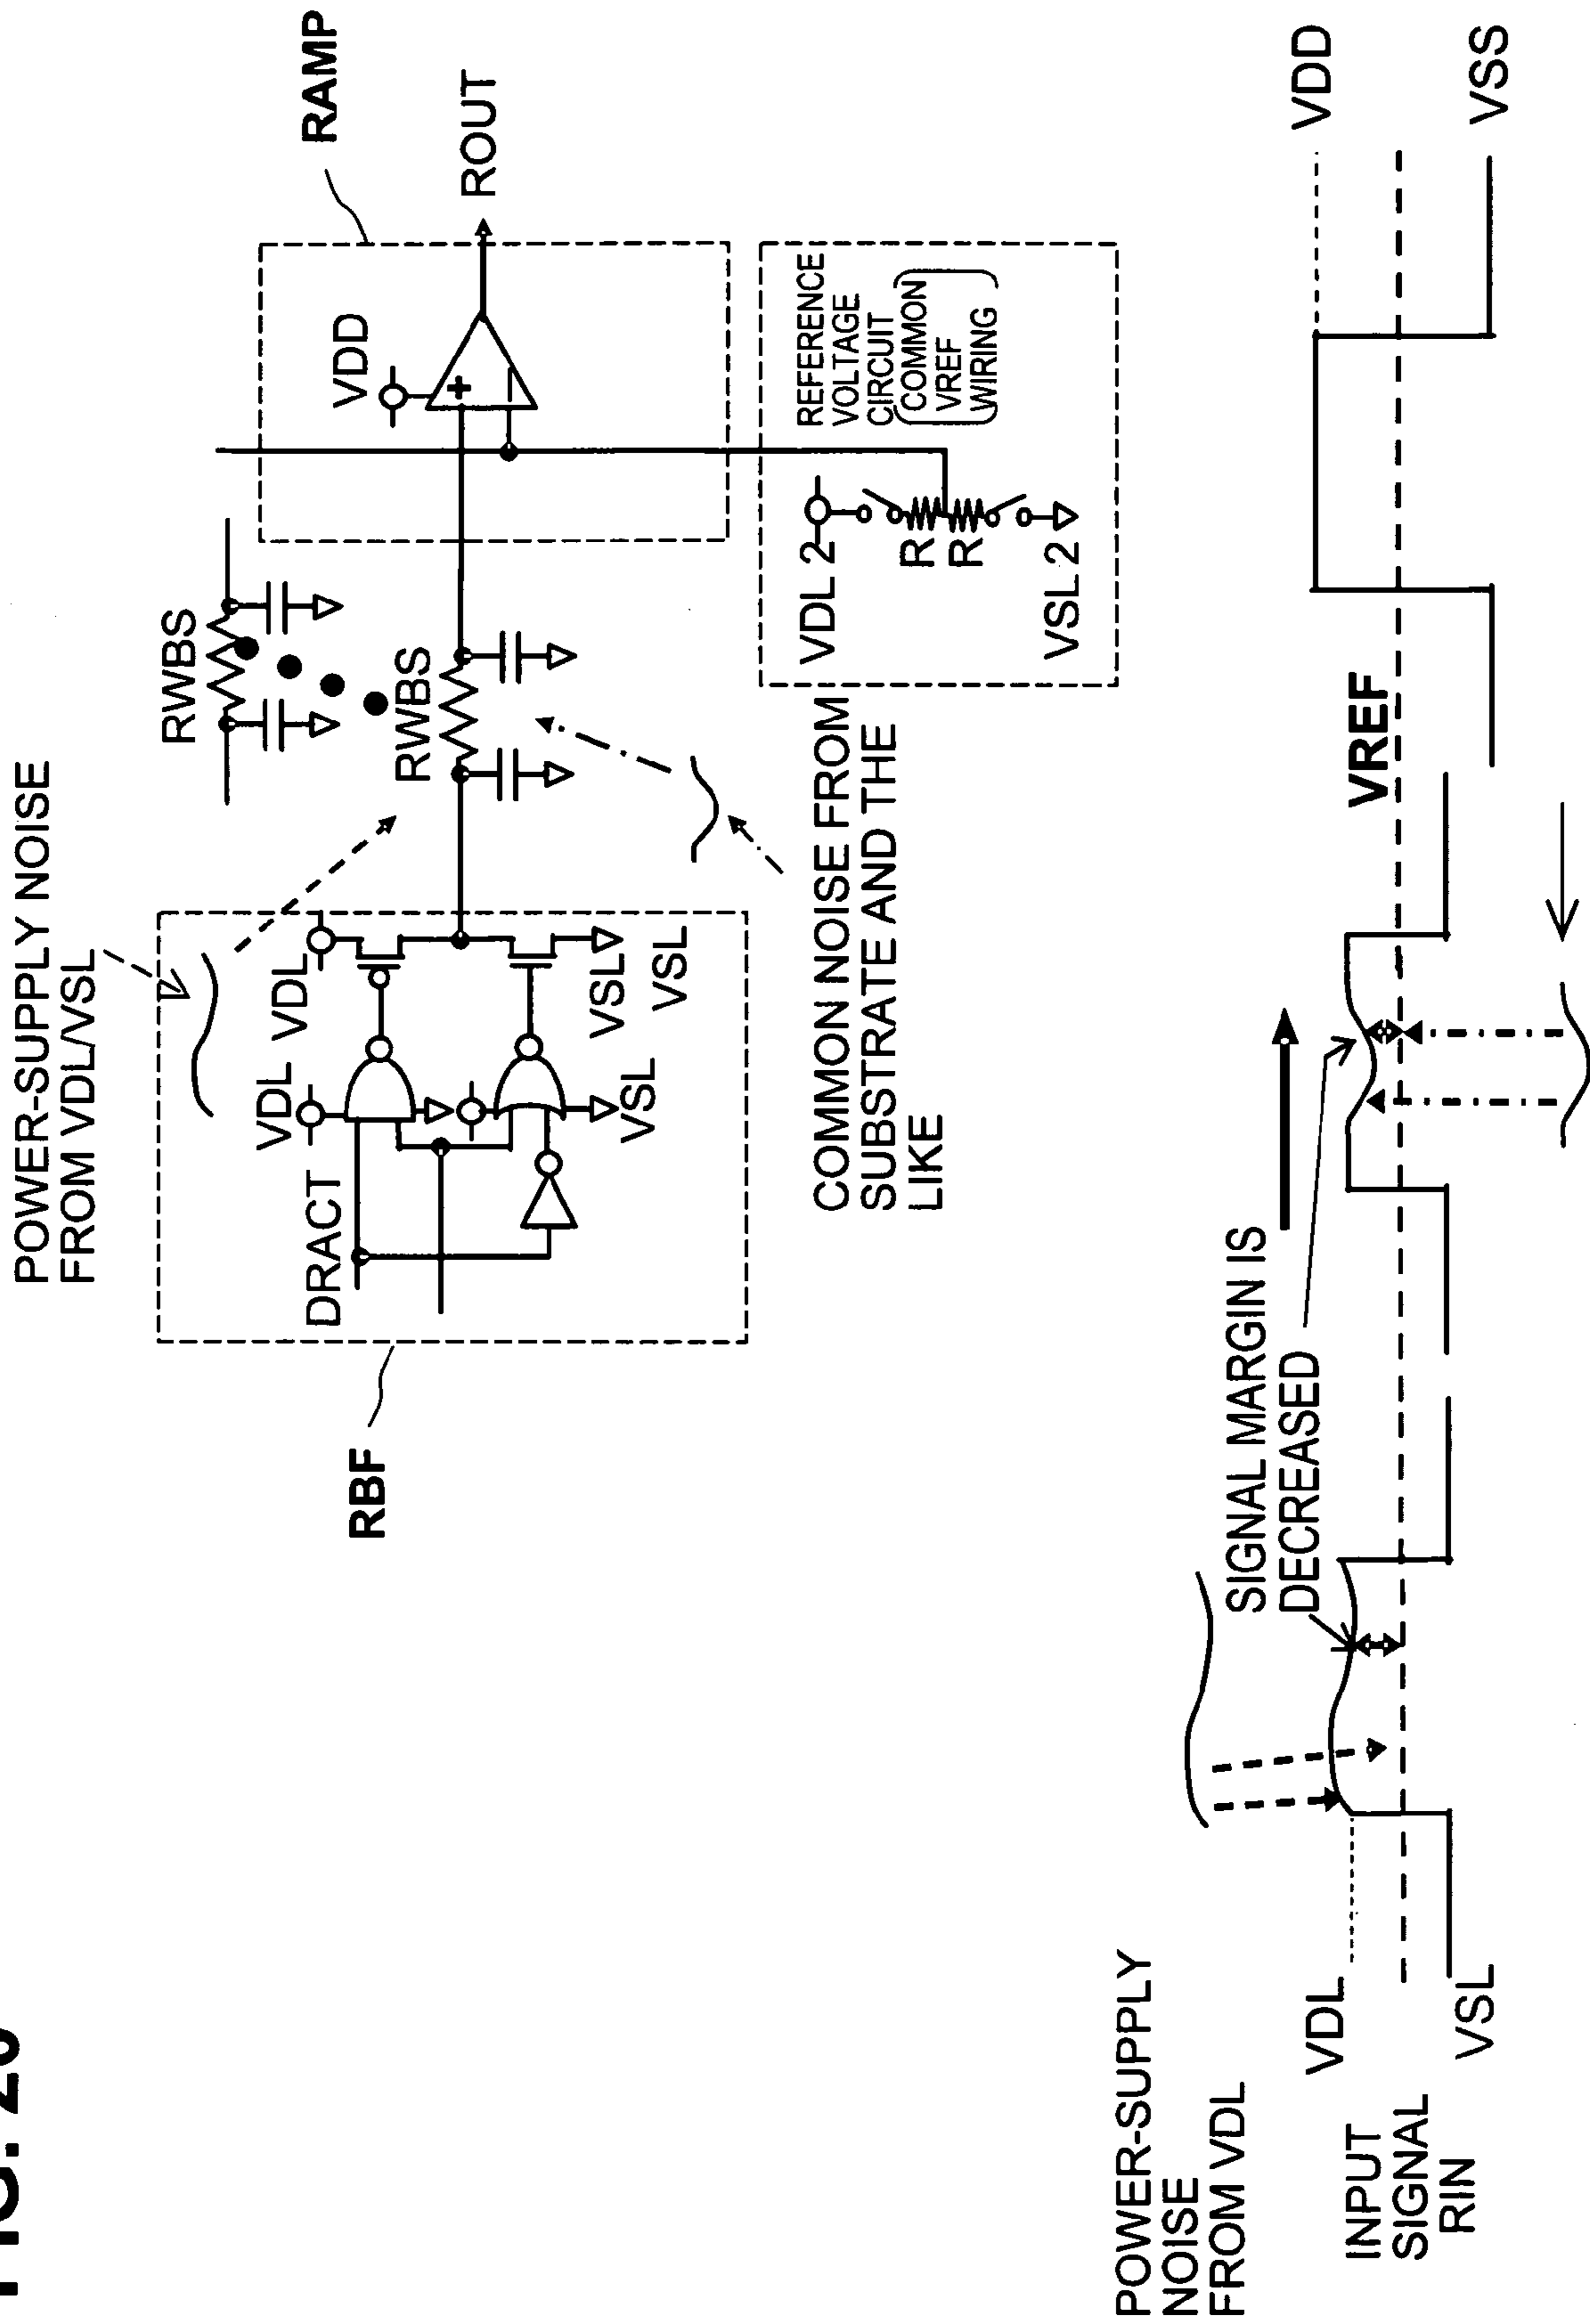 POWER-SUPPLY NOISE
FROM VDL/VSL
RBF
DRACT
VDL
VDL
VSL
VSL
VSL
RWBS
RWBS
COMMON NOISE FROM
SUBSTRATE AND THE
LIKE
RAMP
VDD
+
−
ROUT
REFERENCE
VOLTAGE
CIRCUIT
(COMMON
VREF
WIRING)
VDL 2
R
R
VSL 2
POWER-SUPPLY
NOISE
FROM VDL
INPUT
SIGNAL
RIN
VDL
VSL
SIGNAL MARGIN IS
DECREASED
VREF
VDD
VSS